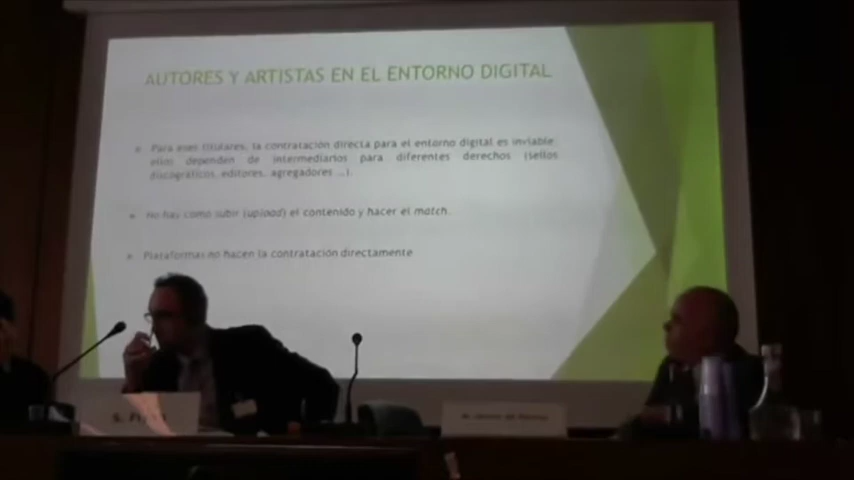 AUTORES Y ARTISTAS EN EL ENTORNO DIGITAL
Para eses titulares, la contratación directa para el entorno digital es inviable,
ellos dependen de intermediarios para diferentes derechos (sellos
discográficos, editores, agregadores ...).
No hay como subir (upload) el contenido y hacer el match.
Plataformas no hacen la contratación directamente